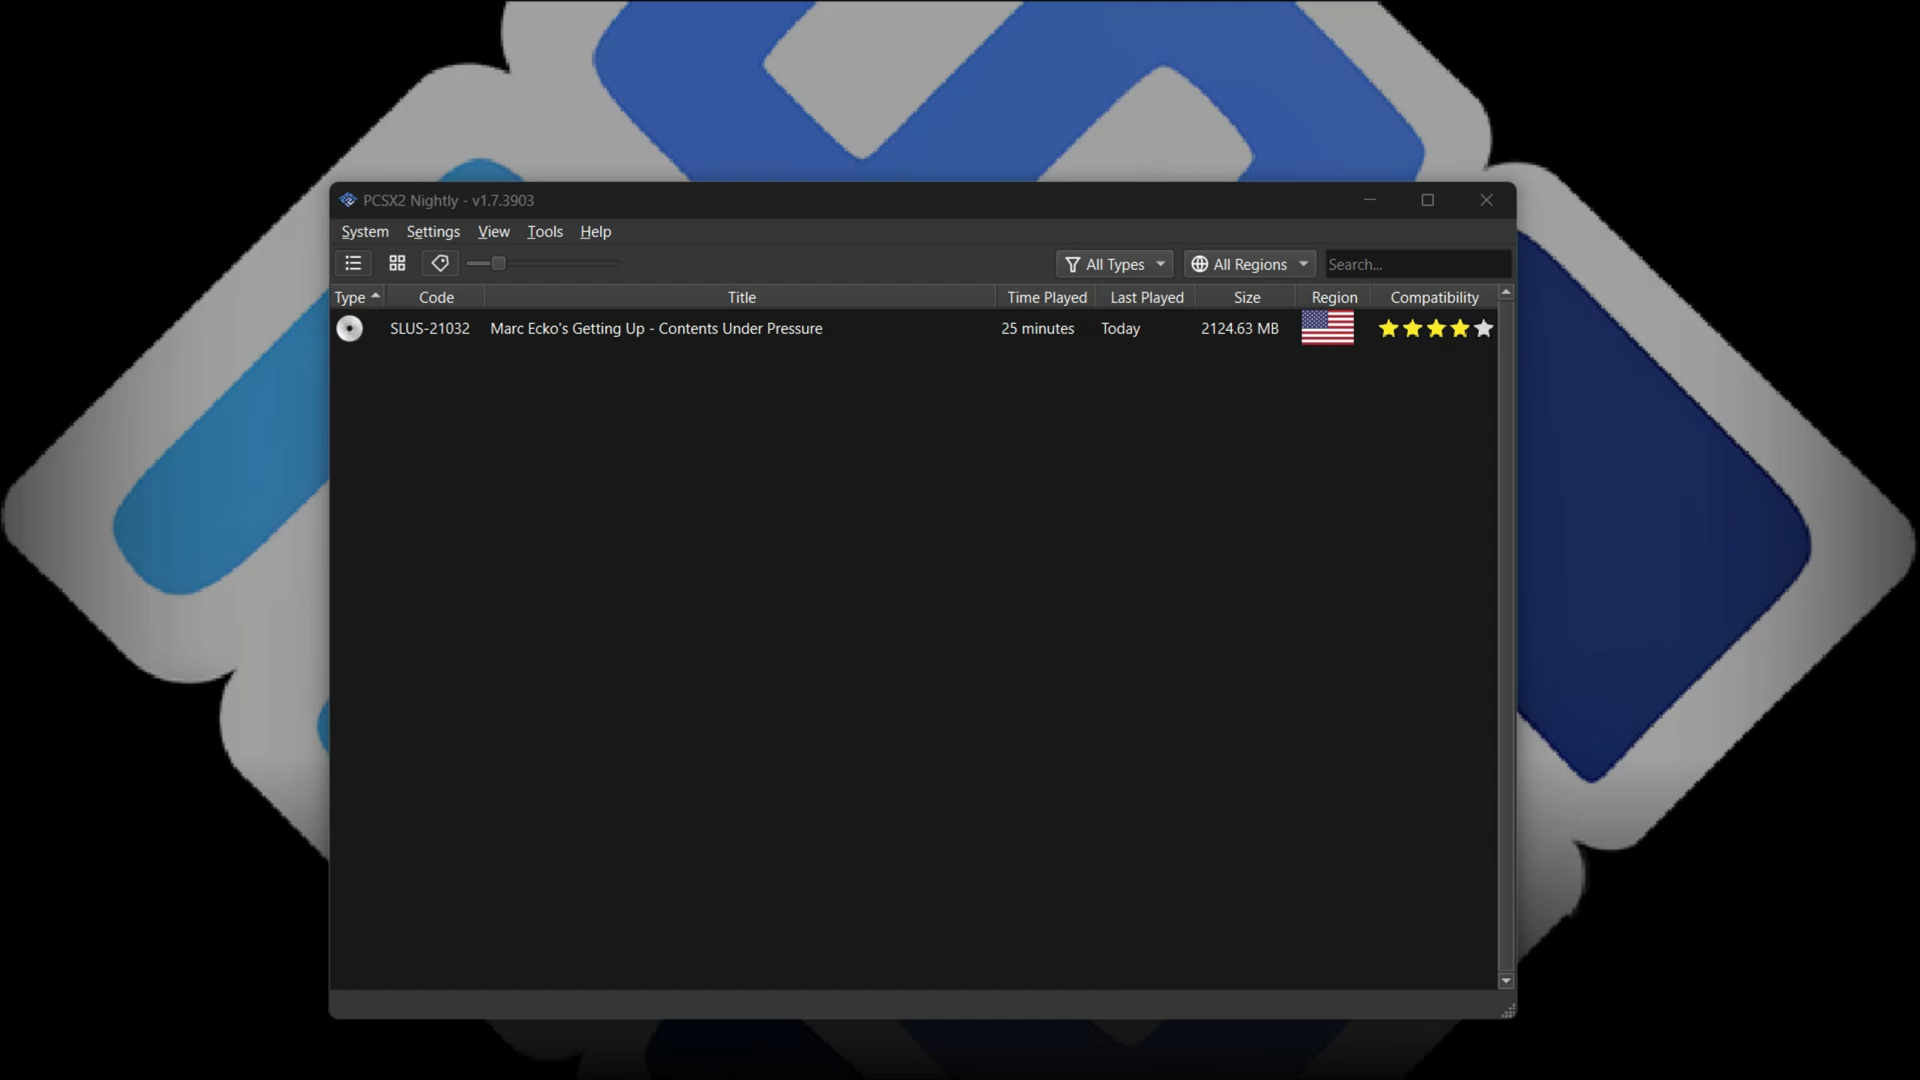 PCSX2 Nightly - v1.7.3903
System Settings View Tools Help
All Types All Regions Search...
Type Code Title Time Played Last Played Size Region Compatibility
SLUS-21032 Marc Ecko's Getting Up - Contents Under Pressure 25 minutes Today 2124.63 MB